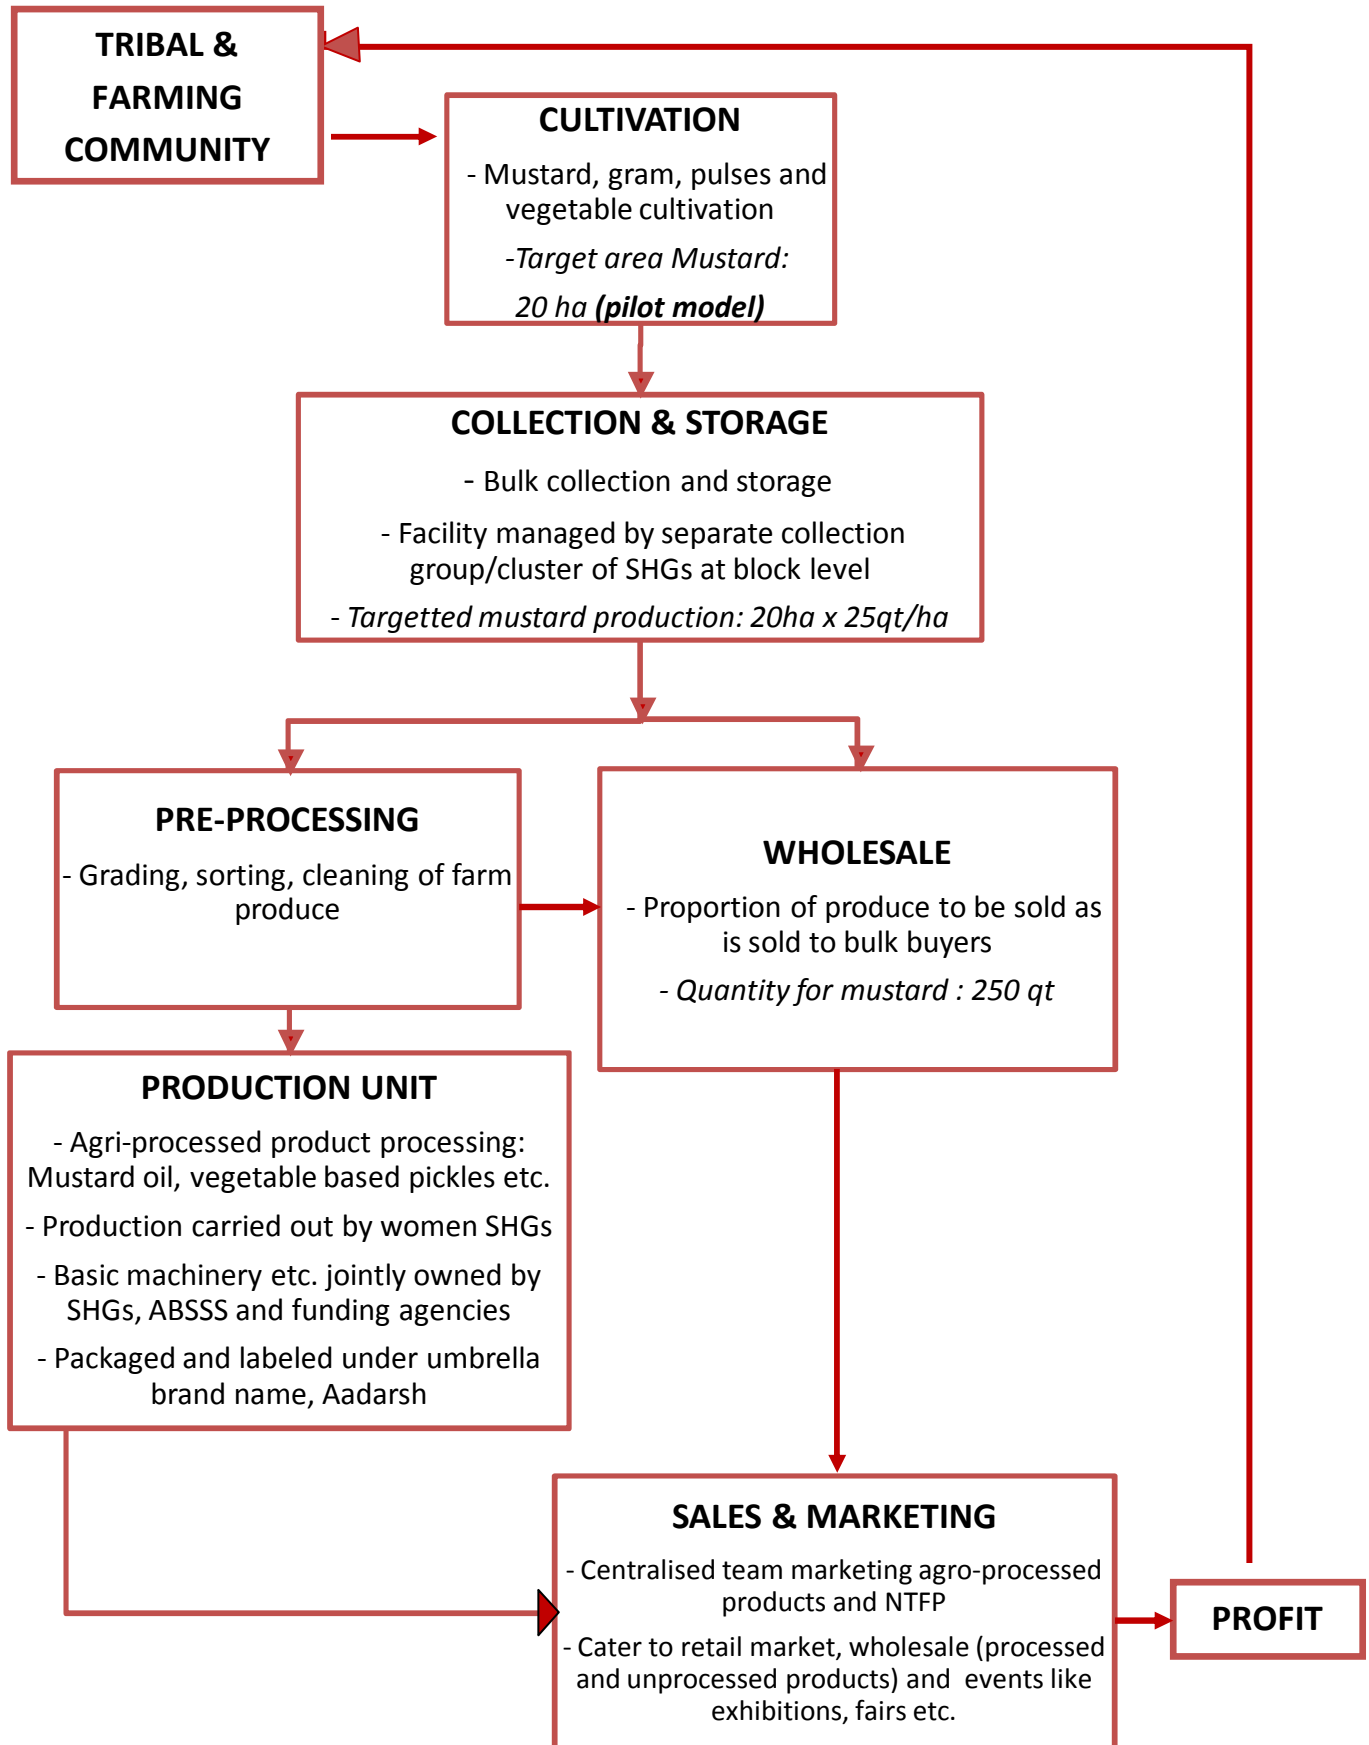 TRIBAL &
FARMING
COMMUNITY
CULTIVATION
- Mustard, gram, pulses and
vegetable cultivation
-Target area Mustard:
20 ha (pilot model)
COLLECTION & STORAGE
- Bulk collection and storage
- Facility managed by separate collection
group/cluster of SHGs at block level
- Targetted mustard production: 20ha x 25qt/ha
PRE-PROCESSING
- Grading, sorting, cleaning of farm
produce
WHOLESALE
- Proportion of produce to be sold as
is sold to bulk buyers
- Quantity for mustard : 250 qt
PRODUCTION UNIT
- Agri-processed product processing:
Mustard oil, vegetable based pickles etc.
- Production carried out by women SHGs
- Basic machinery etc. jointly owned by
SHGs, ABSSS and funding agencies
- Packaged and labeled under umbrella
brand name, Aadarsh
SALES & MARKETING
- Centralised team marketing agro-processed
products and NTFP
- Cater to retail market, wholesale (processed
and unprocessed products) and events like
exhibitions, fairs etc.
PROFIT